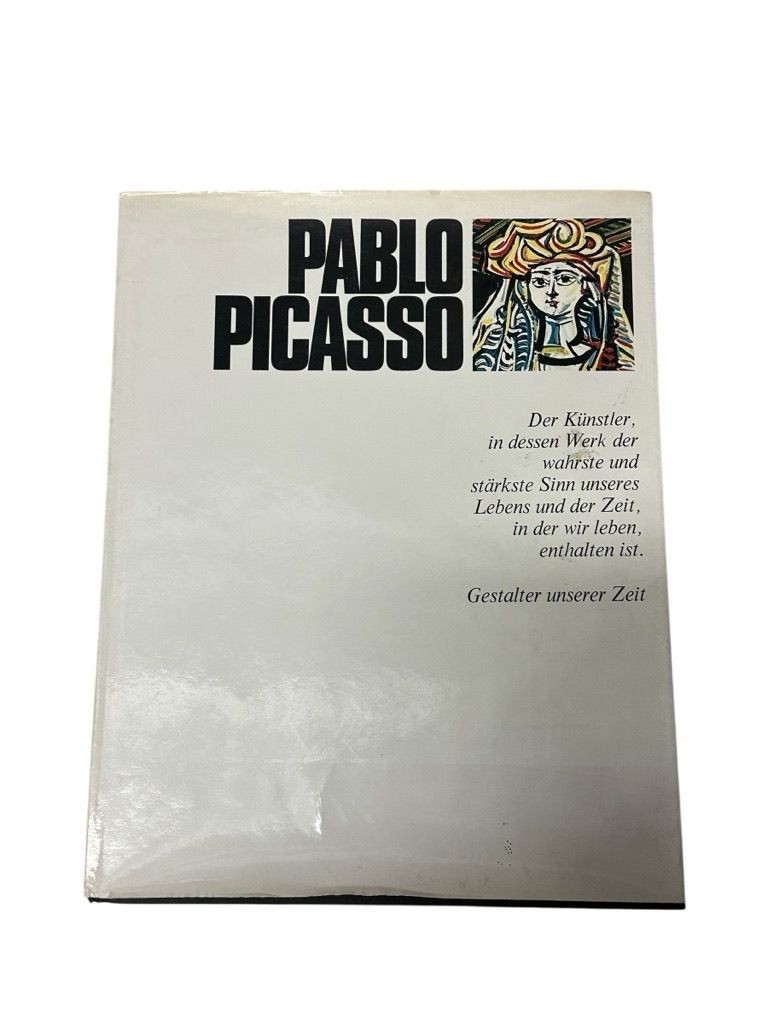 PABLO
PICASSO
Der Künstler,
in dessen Werk der
wahrste und
stärkste Sinn unseres
Lebens und der Zeit,
in der wir leben,
enthalten ist.
Gestalter unserer Zeit